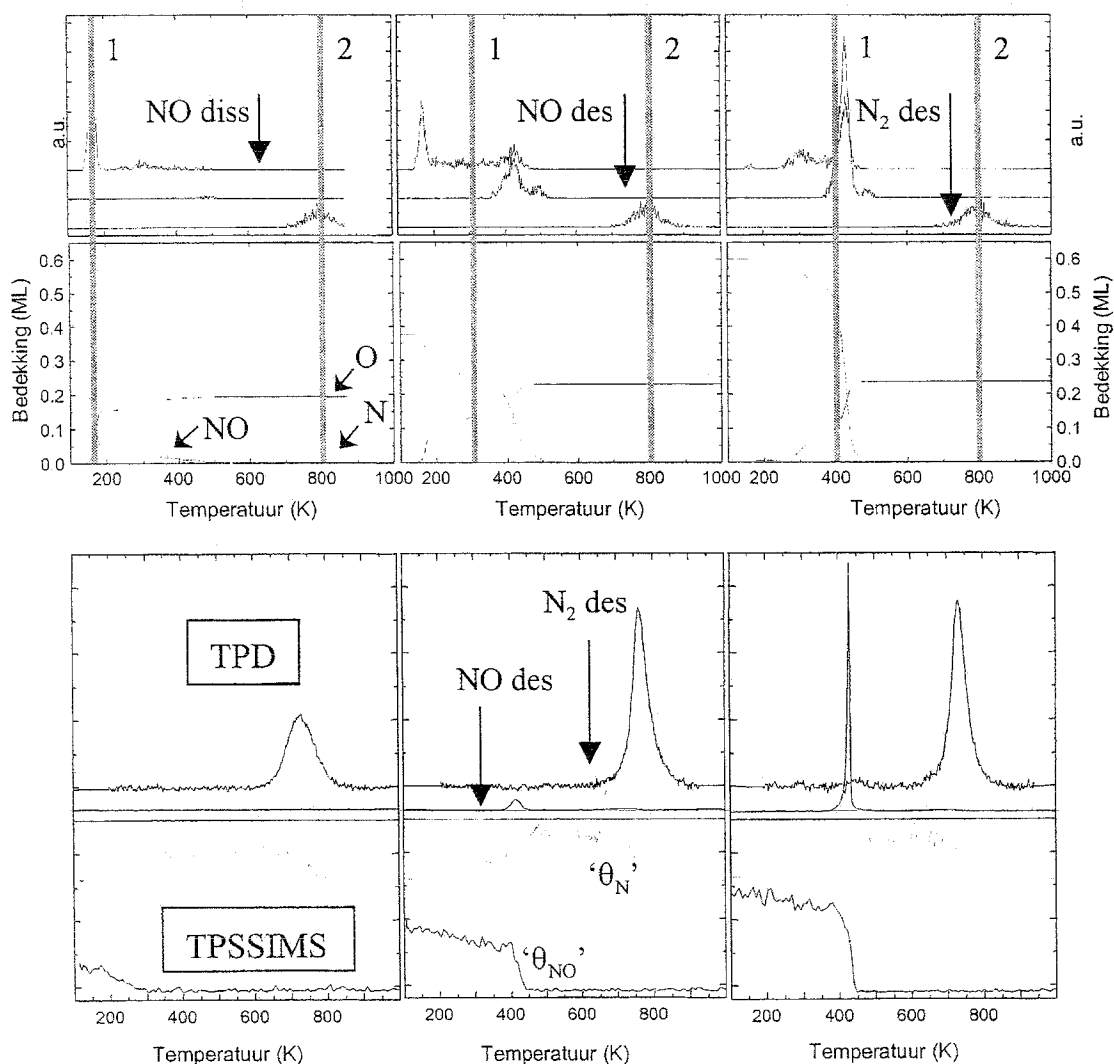 1 2 1 2 1 2
NO diss NO des N₂ des
a.u. a.u.
0.6 0.6
0.5 0.5
0.4 0.4
0.3 0.3
0.2 0.2
0.1 0.1
0.0 0.0
Bedekking (ML) Bedekking (ML)
O
N
NO
200 400 600 800 1000 200 400 600 800 1000 200 400 600 800 1000
Temperatuur (K) Temperatuur (K) Temperatuur (K)
TPD
N₂ des
NO des
'θN'
'θNO'
TPSSIMS
200 400 600 800 200 400 600 800 200 400 600 800
Temperatuur (K) Temperatuur (K) Temperatuur (K)